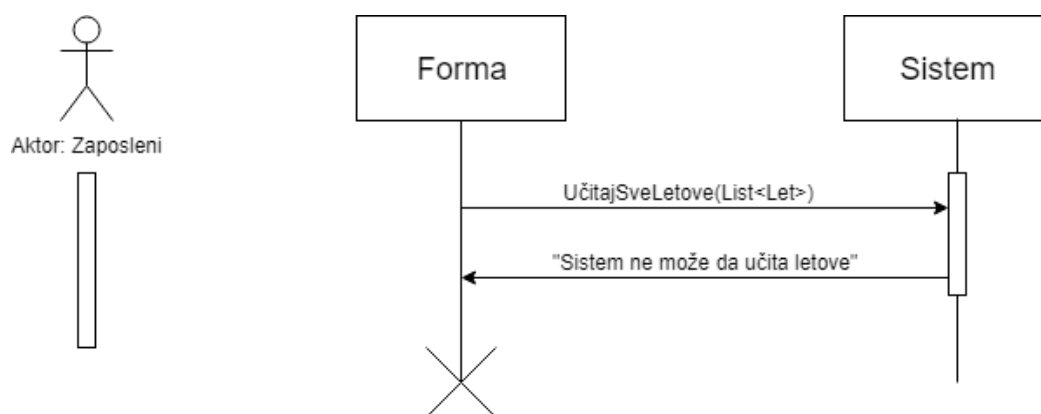 Forma
Sistem
Aktor: Zaposleni
UčitajSveLetove(List<Let>)
"Sistem ne može da učita letove"